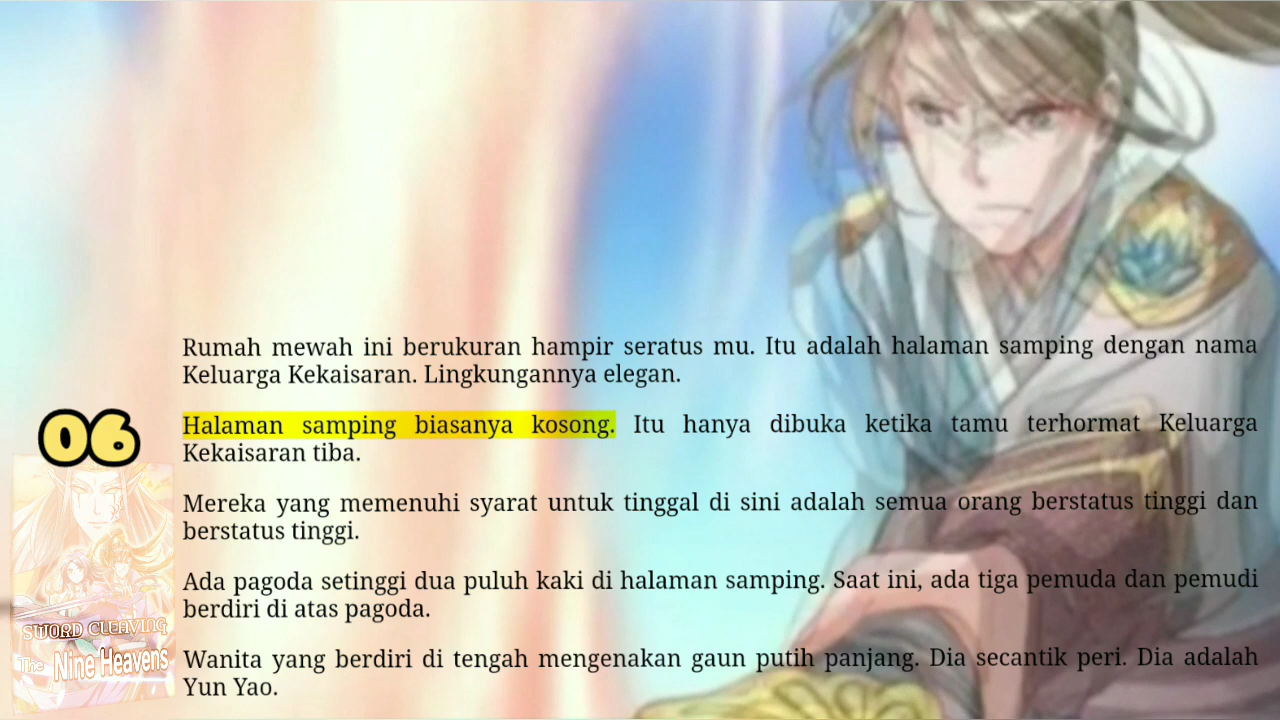 Rumah mewah ini berukuran hampir seratus mu. Itu adalah halaman samping dengan nama
Keluarga Kekaisaran. Lingkungannya elegan.
Halaman samping biasanya kosong. Itu hanya dibuka ketika tamu terhormat Keluarga
Kekaisaran tiba.
Mereka yang memenuhi syarat untuk tinggal di sini adalah semua orang berstatus tinggi dan
berstatus tinggi.
Ada pagoda setinggi dua puluh kaki di halaman samping. Saat ini, ada tiga pemuda dan pemudi
berdiri di atas pagoda.
Wanita yang berdiri di tengah mengenakan gaun putih panjang. Dia secantik peri. Dia adalah
Yun Yao.
06
SWORD CLEAVING
The Nine Heavens